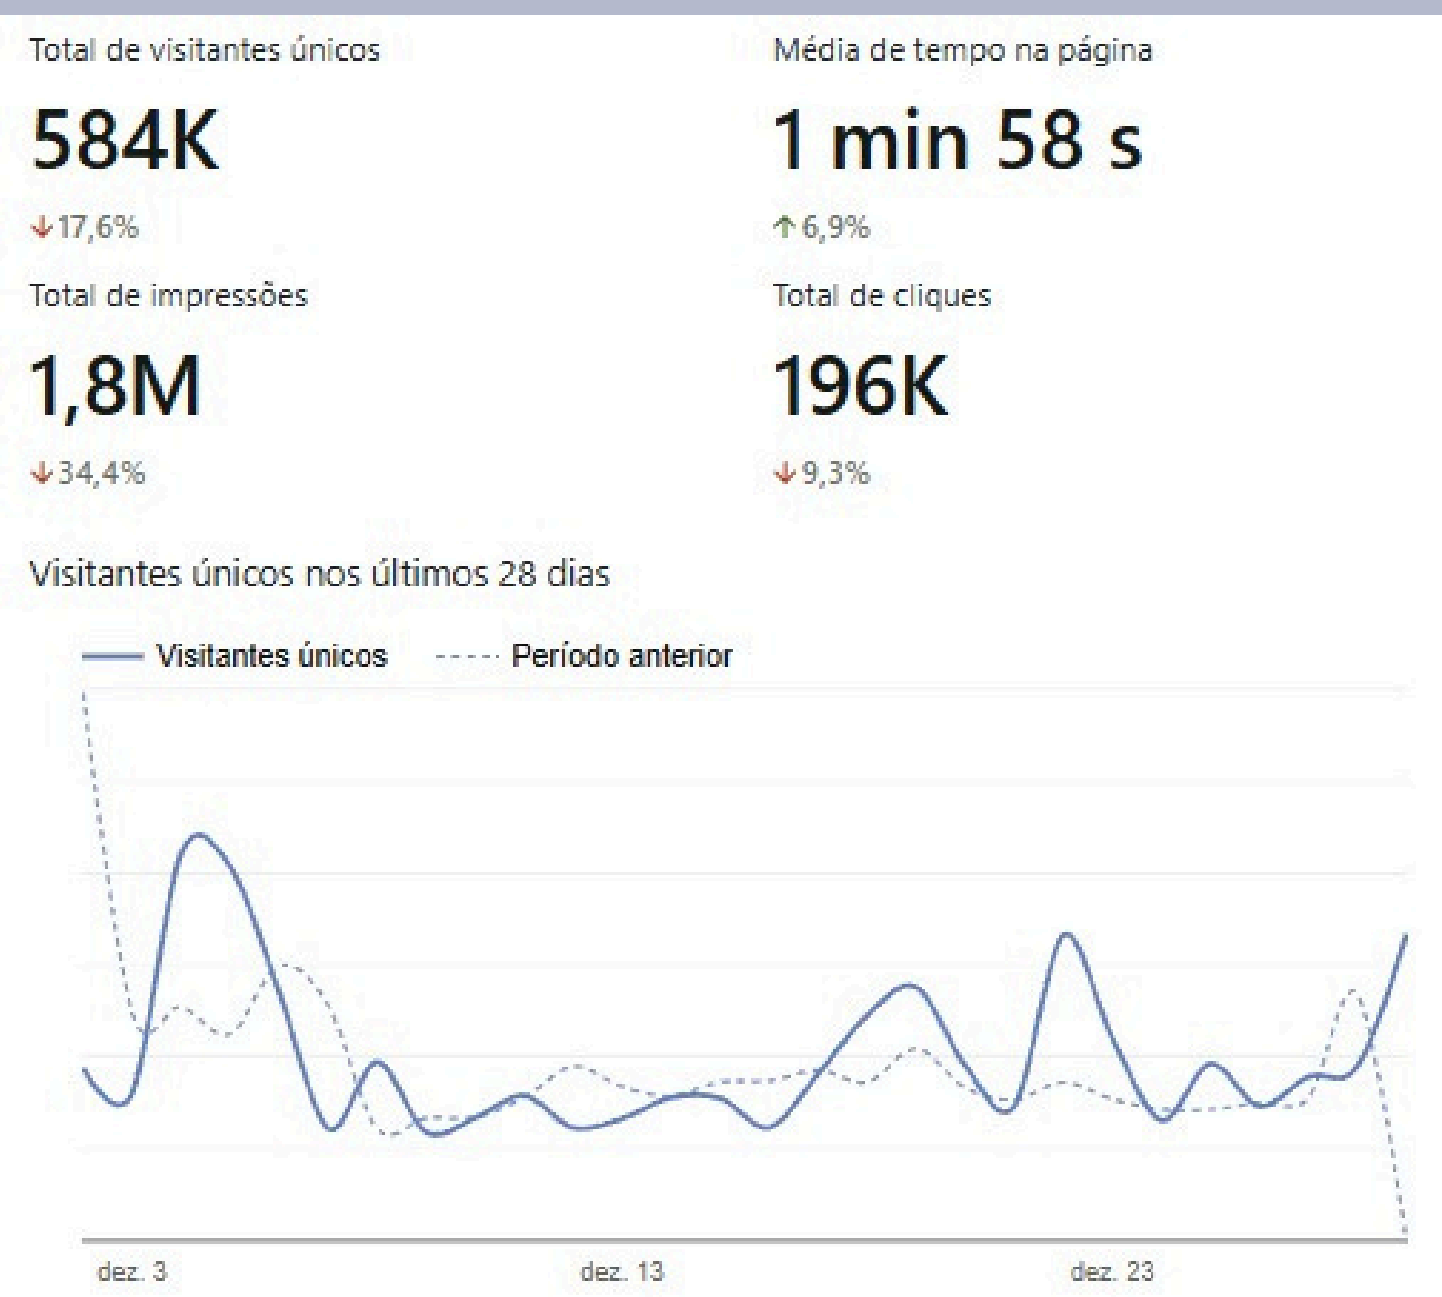 Total de visitantes únicos
584K
↓17,6%
Média de tempo na página
1 min 58 s
↑6,9%
Total de impressões
1,8M
↓34,4%
Total de cliques
196K
↓9,3%
Visitantes únicos nos últimos 28 dias
Visitantes únicos
Período anterior
dez. 3
dez. 13
dez. 23